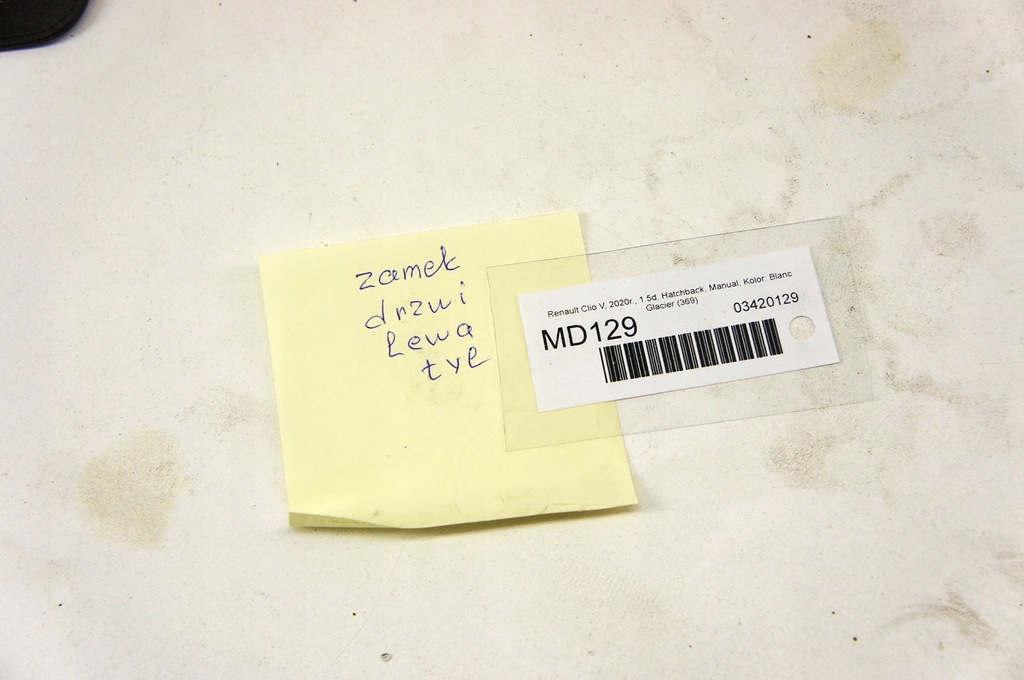 zamek
drzwi
lewa
tył
Renault Clio V, 2020r., 1.5d, Hatchback, Manual, Kolor: Blanc
Glacier (369)
MD129
03420129